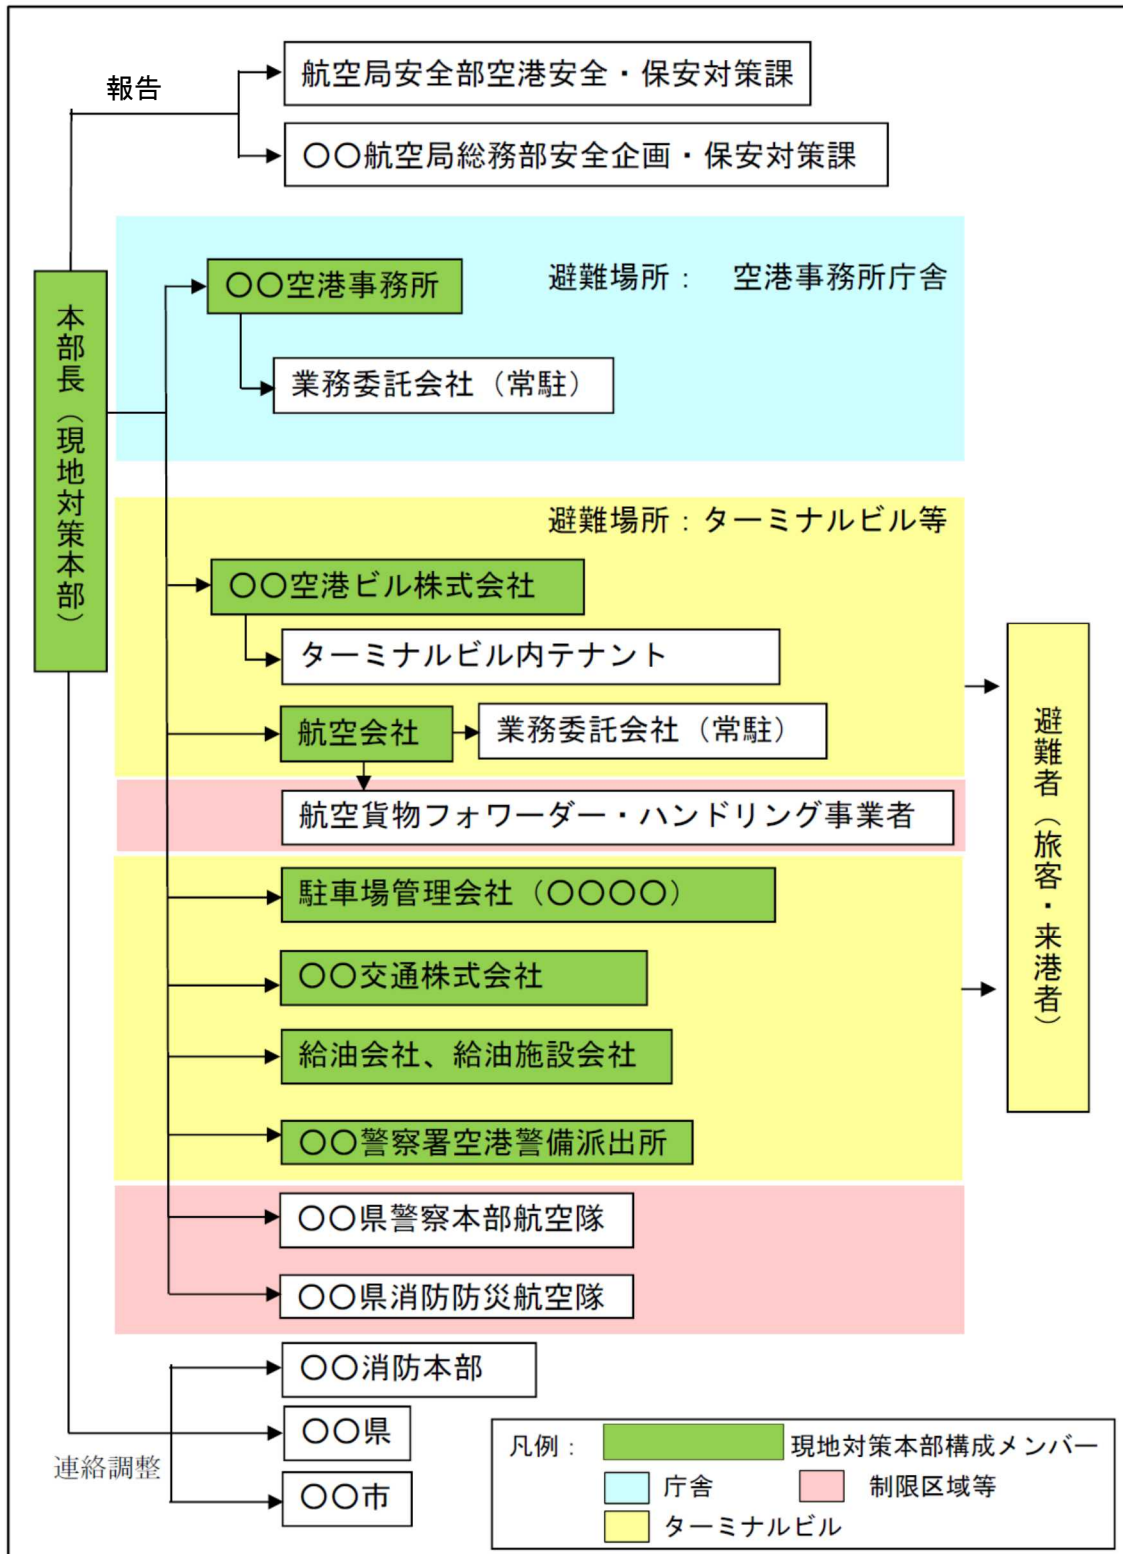 報告
航空局安全部空港安全・保安対策課
〇〇航空局総務部安全企画・保安対策課
本部長（現地対策本部）
〇〇空港事務所
避難場所： 空港事務所庁舎
業務委託会社（常駐）
避難場所：ターミナルビル等
〇〇空港ビル株式会社
ターミナルビル内テナント
航空会社
業務委託会社（常駐）
航空貨物フォワーダー・ハンドリング事業者
駐車場管理会社（〇〇〇〇）
〇〇交通株式会社
給油会社、給油施設会社
〇〇警察署空港警備派出所
避難者（旅客・来港者）
〇〇県警察本部航空隊
〇〇県消防防災航空隊
〇〇消防本部
〇〇県
〇〇市
連絡調整
凡例：
現地対策本部構成メンバー
庁舎
制限区域等
ターミナルビル